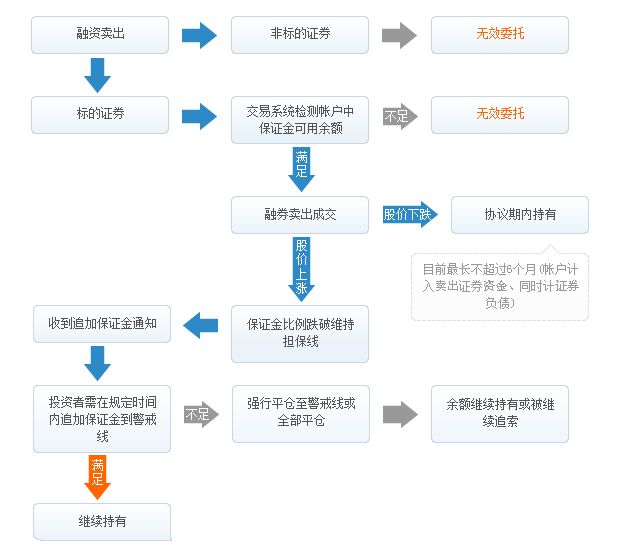 融资卖出
非标的证券
无效委托
标的证券
交易系统检测帐户中
保证金可用余额
不足
无效委托
满足
融券卖出成交
股价下跌
协议期内持有
目前最长不超过6个月(帐户计
入卖出证券资金、同时计证券
负债)
股价上涨
收到追加保证金通知
保证金比例跌破维持
担保线
投资者需在规定时间
内追加保证金到警戒
线
不足
强行平仓至警戒线或
全部平仓
余额继续持有或被继
续追索
满足
继续持有